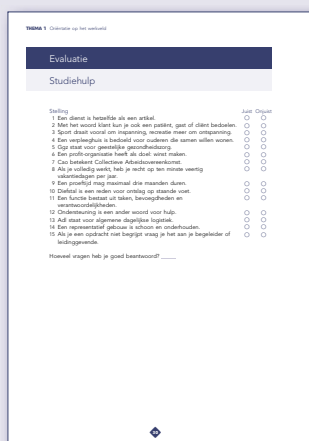 THEMA 1 Oriëntatie op het werkveld
Evaluatie
Studiehulp
Stelling Juist Onjuist
1 Een dienst is hetzelfde als een artikel.
2 Met het woord klant kun je ook een patiënt, gast of cliënt bedoelen.
3 Sport draait vooral om inspanning, recreatie meer om ontspanning.
4 Een verpleeghuis is bedoeld voor ouderen die samen willen wonen.
5 Ggz staat voor geestelijke gezondheidszorg.
6 Een profit-organisatie heeft als doel: winst maken.
7 Cao betekent Collectieve Arbeidsovereenkomst.
8 Als je volledig werkt, heb je recht op ten minste veertig
vakantiedagen per jaar.
9 Een proeftijd mag maximaal drie maanden duren.
10 Diefstal is een reden voor ontslag op staande voet.
11 Een functie bestaat uit taken, bevoegdheden en
verantwoordelijkheden.
12 Ondersteuning is een ander woord voor hulp.
13 Adl staat voor algemene dagelijkse logistiek.
14 Een representatief gebouw is schoon en onderhouden.
15 Als je een opdracht niet begrijpt vraag je het aan je begeleider of
leidinggevende.
Hoeveel vragen heb je goed beantwoord? _____